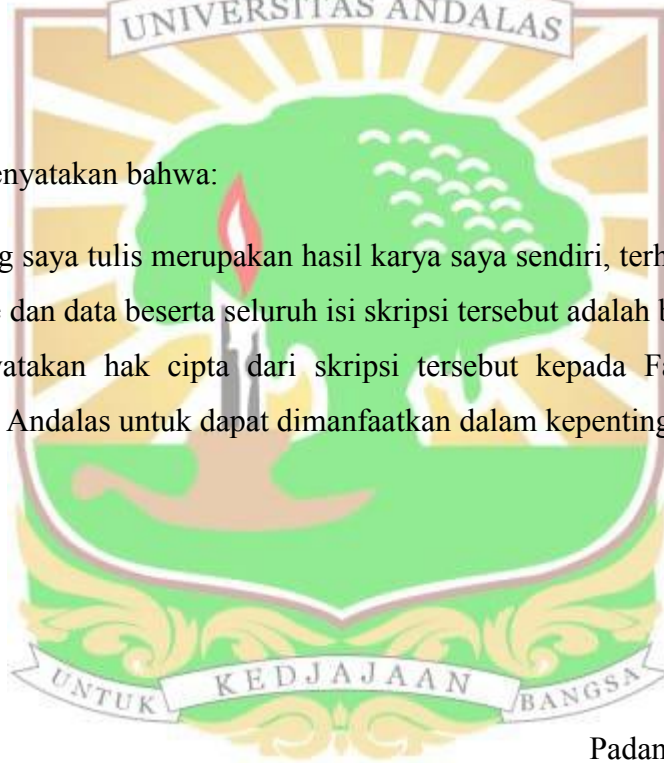 UNIVERSITAS ANDALAS
enyatakan bahwa:
g saya tulis merupakan hasil karya saya sendiri, terh
dan data beserta seluruh isi skripsi tersebut adalah b
yatakan hak cipta dari skripsi tersebut kepada Fa
Andalas untuk dapat dimanfaatkan dalam kepenting
UNTUK KEDJAJAAN BANGSA
Padan